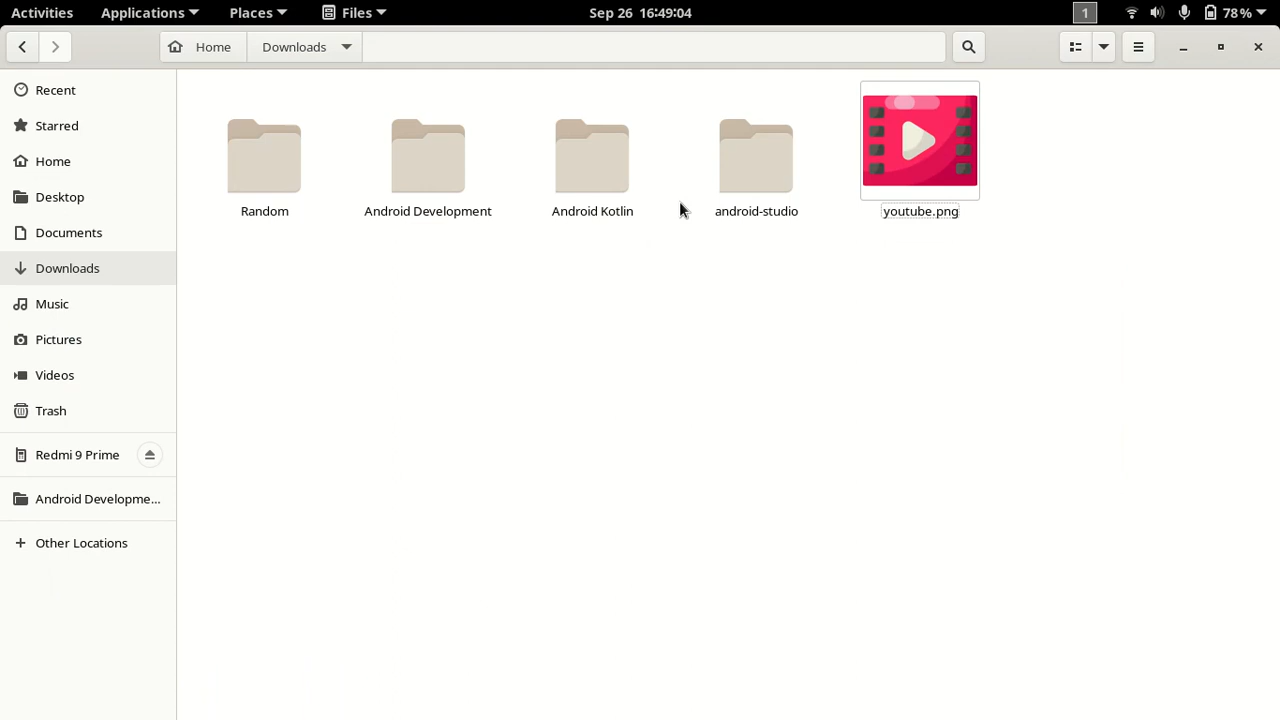 Activities Applications Places Files Sep 26 16:49:04 1 78%
Home Downloads
Recent
Starred
Home
Desktop
Documents
Downloads
Music
Pictures
Videos
Trash
Redmi 9 Prime
Android Developme...
Other Locations
Random Android Development Android Kotlin android-studio youtube.png